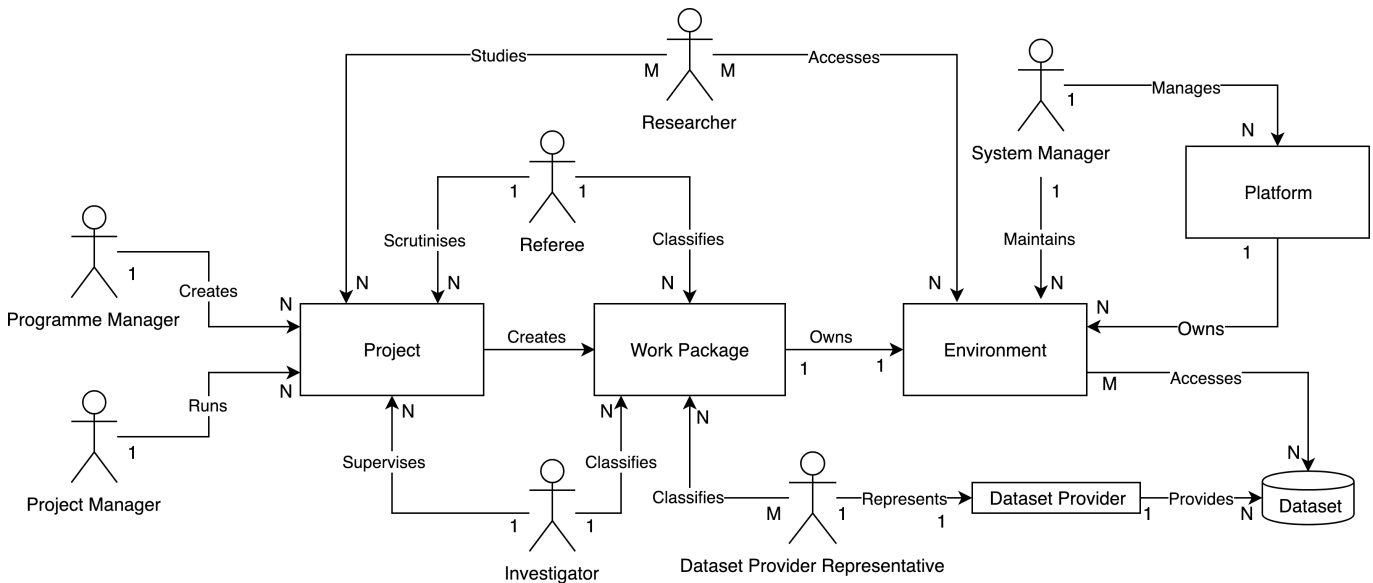 Studies
Accesses
M
M
Researcher
Manages
1
System Manager
N
Platform
1
1
Scrutinises
Referee
Classifies
1
Maintains
1
1
Creates
Programme Manager
N
N
N
N
N
N
N
Project
Creates
Work Package
Owns
1
1
Environment
Owns
Runs
N
1
Project Manager
N
N
N
M
Accesses
Supervises
Classifies
N
1
1
Investigator
Classifies
M
1
Represents
1
Dataset Provider
1
Provides
N
Dataset
Dataset Provider Representative